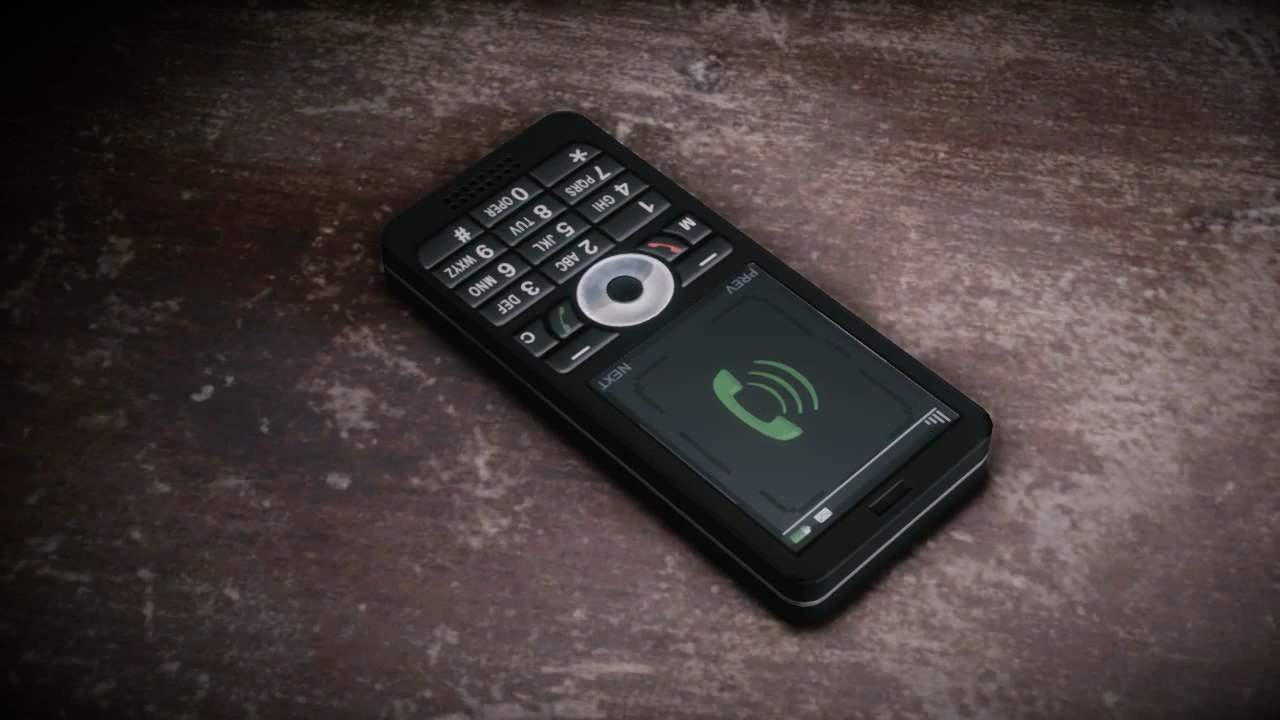 PREV NEXT
M C
1 2 ABC 3 DEF
4 GHI 5 JKL 6 MNO
7 PQRS 8 TUV 9 WXYZ
* 0 OPER #